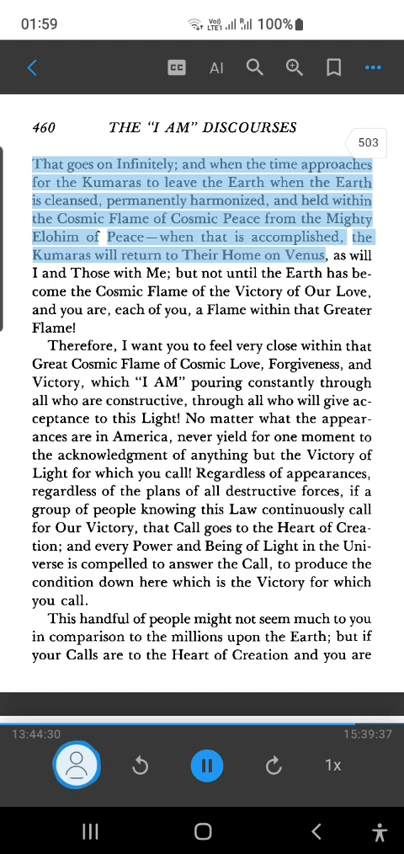 01:59
Vo)) LTE1 R 100%
CC AI
460 THE “I AM” DISCOURSES
503
That goes on Infinitely; and when the time approaches
for the Kumaras to leave the Earth when the Earth
is cleansed, permanently harmonized, and held within
the Cosmic Flame of Cosmic Peace from the Mighty
Elohim of Peace—when that is accomplished, the
Kumaras will return to Their Home on Venus, as will
I and Those with Me; but not until the Earth has be-
come the Cosmic Flame of the Victory of Our Love,
and you are, each of you, a Flame within that Greater
Flame!
Therefore, I want you to feel very close within that
Great Cosmic Flame of Cosmic Love, Forgiveness, and
Victory, which “I AM” pouring constantly through
all who are constructive, through all who will give ac-
ceptance to this Light! No matter what the appear-
ances are in America, never yield for one moment to
the acknowledgment of anything but the Victory of
Light for which you call! Regardless of appearances,
regardless of the plans of all destructive forces, if a
group of people knowing this Law continuously call
for Our Victory, that Call goes to the Heart of Crea-
tion; and every Power and Being of Light in the Uni-
verse is compelled to answer the Call, to produce the
condition down here which is the Victory for which
you call.
This handful of people might not seem much to you
in comparison to the millions upon the Earth; but if
your Calls are to the Heart of Creation and you are
13:44:30 15:39:37
1x